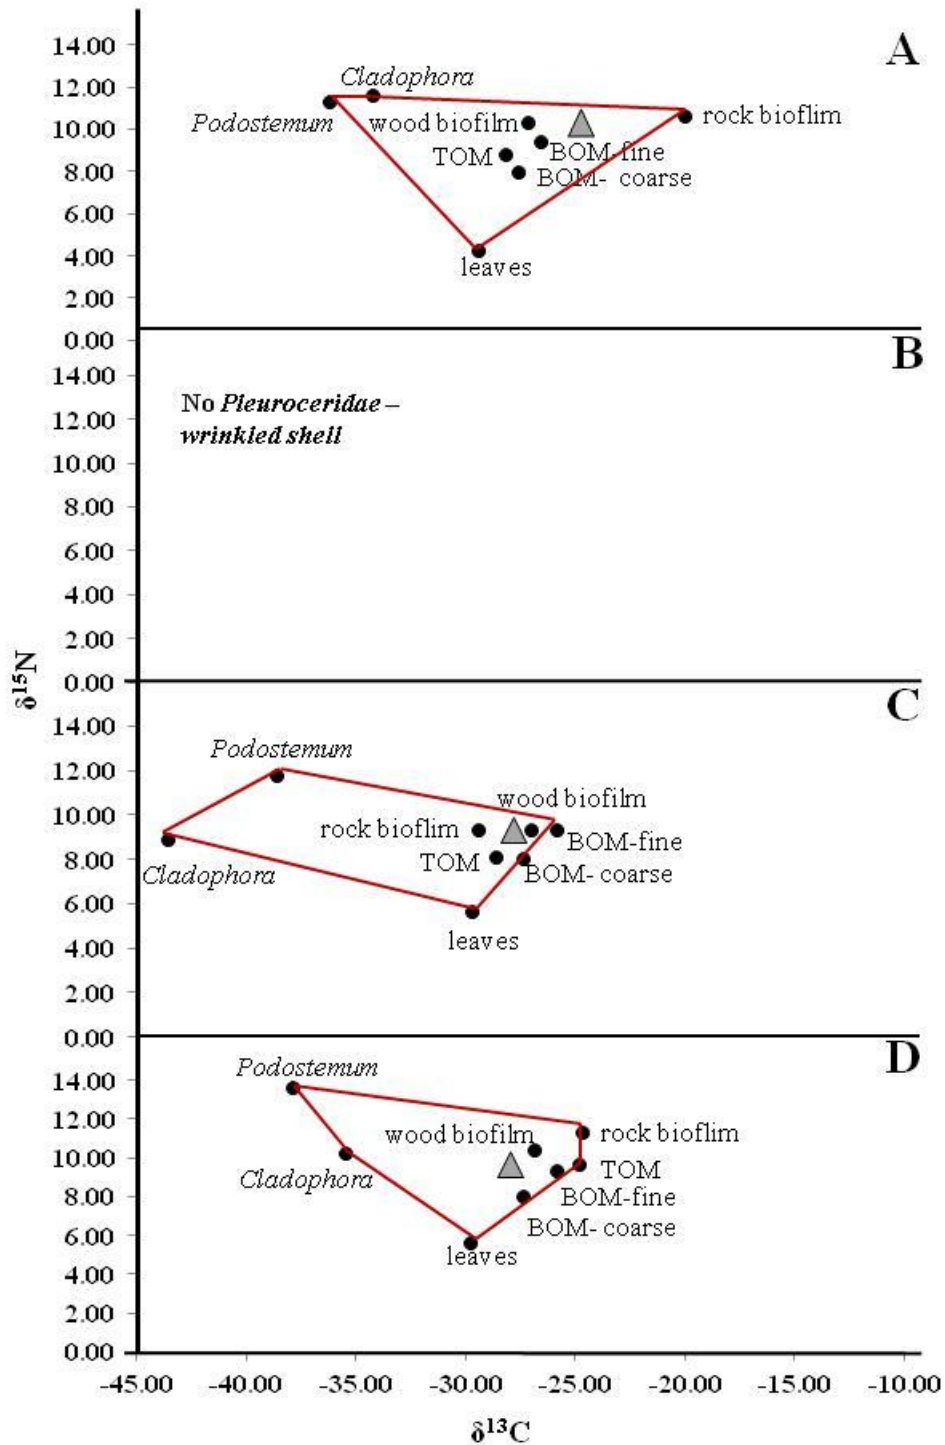 A
14.00
12.00
10.00
8.00
6.00
4.00
2.00
0.00
Cladophora
Podostemum
wood biofilm
rock bioflim
TOM
BOM-fine
BOM- coarse
leaves
B
14.00
12.00
10.00
8.00
6.00
4.00
2.00
0.00
No Pleuroceridae –
wrinkled shell
δ15N
C
14.00
12.00
10.00
8.00
6.00
4.00
2.00
0.00
Podostemum
wood biofilm
rock bioflim
BOM-fine
TOM
BOM- coarse
Cladophora
leaves
D
14.00
12.00
10.00
8.00
6.00
4.00
2.00
0.00
Podostemum
wood biofilm
rock bioflim
Cladophora
TOM
BOM-fine
BOM- coarse
leaves
-45.00 -40.00 -35.00 -30.00 -25.00 -20.00 -15.00 -10.00
δ13C